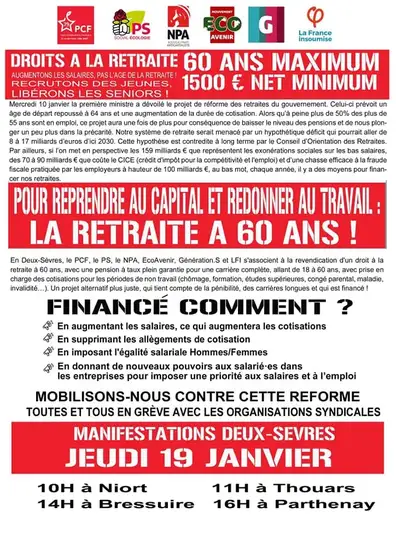 PCF
PS
SOCIAL-ÉCOLOGIE
NPA
ECO
AVENIR
G
La France
insoumise
DROITS A LA RETRAITE 60 ANS MAXIMUM
AUGMENTONS LES SALAIRES, PAS L'AGE DE LA RETRAITE !
1500 € NET MINIMUM
RECRUTONS DES JEUNES,
LIBÉRONS LES SENIORS !
Mercredi 10 janvier la première ministre a dévoilé le projet de réforme des retraites du gouvernement. Celui-ci prévoit un
âge de départ repoussé à 64 ans et une augmentation de la durée de cotisation. Alors qu'à peine plus de 50% des plus de
55 ans sont en emploi, ce projet aura une fois de plus pour conséquence de baisser le niveau des pensions et de nous plon-
ger un peu plus dans la précarité. Notre système de retraite serait menacé par un hypothétique déficit qui pourrait aller de
8 à 17 milliards d'euros d'ici 2030. Cette hypothèse est contredite à long terme par le Conseil d'Orientation des Retraites.
Par ailleurs, si l'on met en perspective les 159 milliards € que représentent les exonérations sociales sur les bas salaires,
des 70 à 90 milliards € que coûte le CICE (crédit d'impôt pour la compétitivité et l'emploi) et d'une chasse efficace à la fraude
fiscale pratiquée par les employeurs à hauteur de 100 milliards €, au bas mot, chaque année, il y a des moyens pour finan-
cer nos retraites.
POUR REPRENDRE AU CAPITAL ET REDONNER AU TRAVAIL :
LA RETRAITE A 60 ANS !
En Deux-Sèvres, le PCF, le PS, le NPA, EcoAvenir, Génération.S et LFI s'associent à la revendication d'un droit à la
retraite à 60 ans, avec une pension à taux plein garantie pour une carrière complète, allant de 18 à 60 ans, avec prise en
charge des cotisations pour les périodes de non travail (chômage, formation, études supérieures, congé parental, maladie,
invalidité…). Un projet alternatif plus juste, qui tient compte de la pénibilité, des carrières longues et qui est financé !
FINANCÉ COMMENT ?
En augmentant les salaires, ce qui augmentera les cotisations
En supprimant les allègements de cotisation
En imposant l'égalité salariale Hommes/Femmes
En donnant de nouveaux pouvoirs aux salarié·es dans
les entreprises pour imposer une priorité aux salaires et à l'emploi
MOBILISONS-NOUS CONTRE CETTE REFORME
TOUTES ET TOUS EN GRÈVE AVEC LES ORGANISATIONS SYNDICALES
MANIFESTATIONS DEUX-SEVRES
JEUDI 19 JANVIER
10H à Niort 11H à Thouars
14H à Bressuire 16H à Parthenay